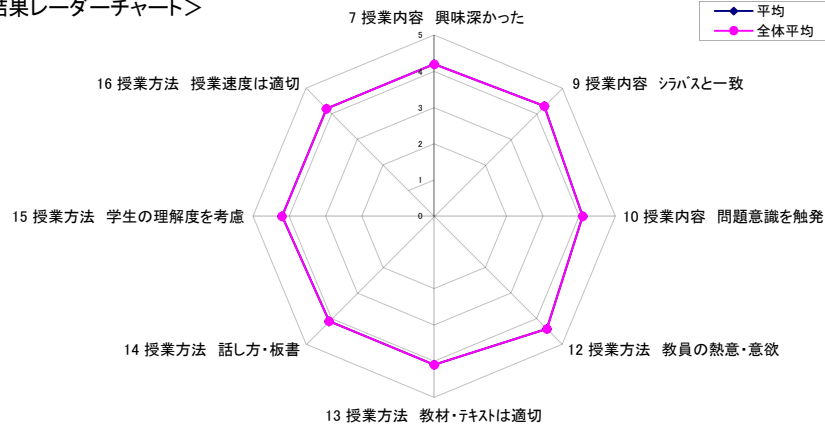 結果レーダーチャート＞
平均
全体平均
7 授業内容 興味深かった
9 授業内容 シラバスと一致
10 授業内容 問題意識を触発
12 授業方法 教員の熱意・意欲
13 授業方法 教材・テキストは適切
14 授業方法 話し方・板書
15 授業方法 学生の理解度を考慮
16 授業方法 授業速度は適切
5
4
3
2
1
0